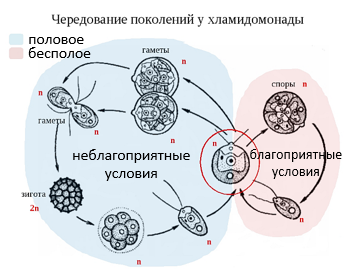 Чередование поколений у хламидомонады
половое
бесполое
гаметы
n
n
n
споры
n
гаметы
n
n
n
неблагоприятные
условия
благоприятные
условия
зигота
2n
n
n
n